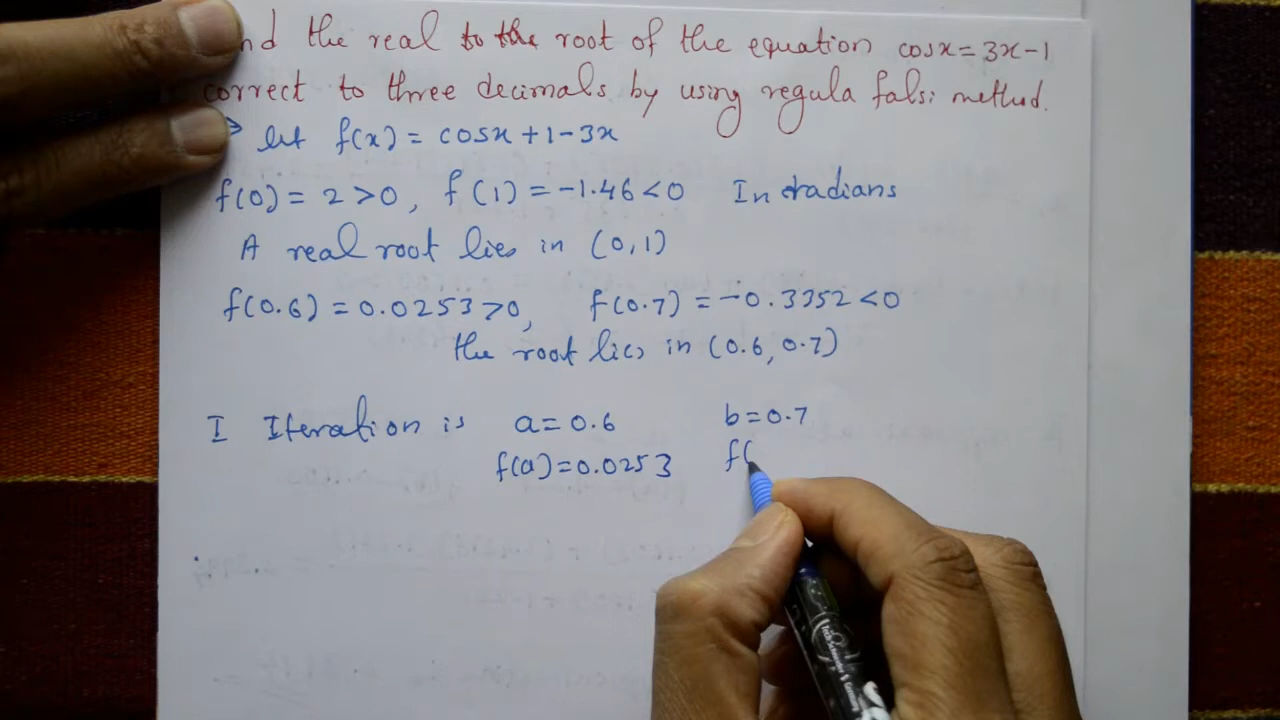 nd the real to the root of the equation cosx = 3x-1
correct to three decimals by using regula falsi method.
⇒ let f(x) = cosx + 1 - 3x
f(0) = 2 > 0, f(1) = -1.46 < 0 In radians
A real root lies in (0,1)
f(0.6) = 0.0253 > 0, f(0.7) = -0.3352 < 0
the root lies in (0.6, 0.7)
I Iteration is a = 0.6 b = 0.7
f(a) = 0.0253 f(